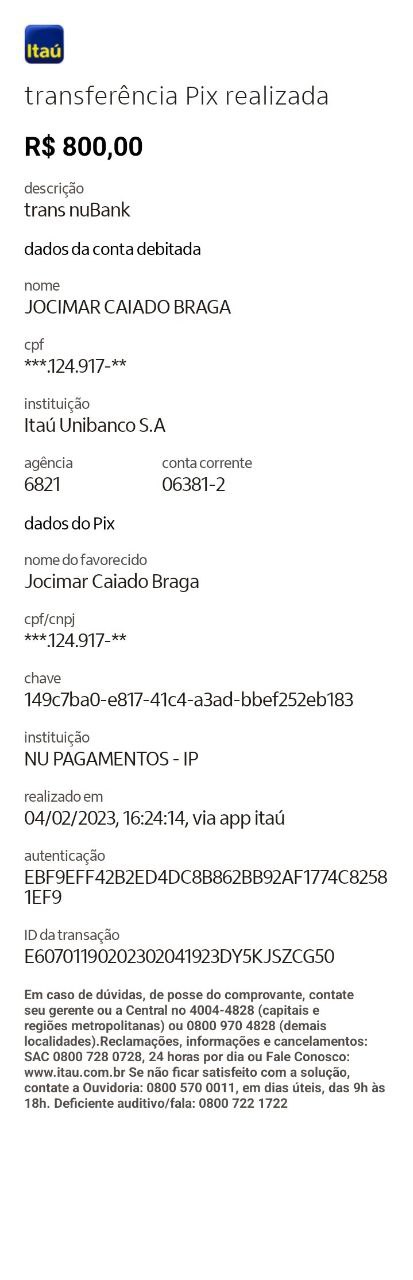 Itaú
transferência Pix realizada
R$ 800,00
descrição
trans nuBank
dados da conta debitada
nome
JOCIMAR CAIADO BRAGA
cpf
***.124.917-**
instituição
Itaú Unibanco S.A
agência conta corrente
6821 06381-2
dados do Pix
nome do favorecido
Jocimar Caiado Braga
cpf/cnpj
***.124.917-**
chave
149c7ba0-e817-41c4-a3ad-bbef252eb183
instituição
NU PAGAMENTOS - IP
realizado em
04/02/2023, 16:24:14, via app itaú
autenticação
EBF9EFF42B2ED4DC8B862BB92AF1774C8258
1EF9
ID da transação
E60701190202302041923DY5KJSZCG50
Em caso de dúvidas, de posse do comprovante, contate
seu gerente ou a Central no 4004-4828 (capitais e
regiões metropolitanas) ou 0800 970 4828 (demais
localidades).Reclamações, informações e cancelamentos:
SAC 0800 728 0728, 24 horas por dia ou Fale Conosco:
www.itau.com.br Se não ficar satisfeito com a solução,
contate a Ouvidoria: 0800 570 0011, em dias úteis, das 9h às
18h. Deficiente auditivo/fala: 0800 722 1722